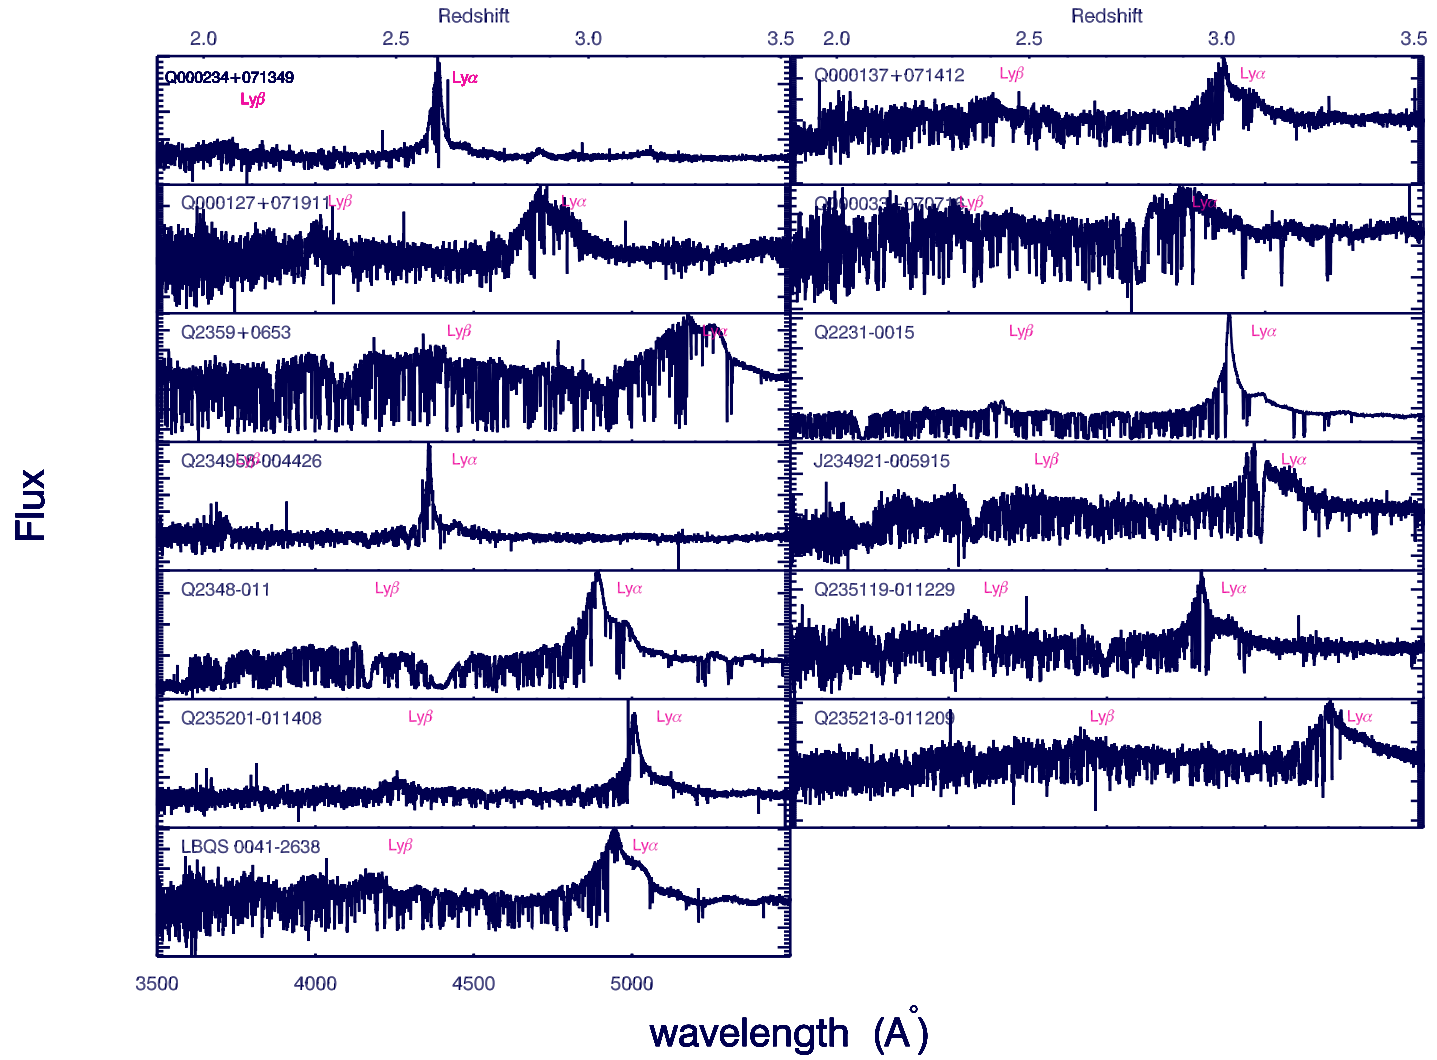 Redshift Redshift
2.0 2.5 3.0 3.5 2.0 2.5 3.0 3.5
Q000234+071349 Lyα
Lyβ
Q000137+071412 Lyβ Lyα
Q000127+071911 Lyβ Lyα
Lyβ Lyα
Q2359+0653 Lyβ Lyα
Q2231-0015 Lyβ Lyα
Lyβ Lyα
J234921-005915 Lyβ Lyα
Q2348-011 Lyβ Lyα
Q235119-011229 Lyβ Lyα
Q235201-011408 Lyβ Lyα
Q235213-011209 Lyβ Lyα
LBQS 0041-2638 Lyβ Lyα
Flux
3500 4000 4500 5000
wavelength (A°)